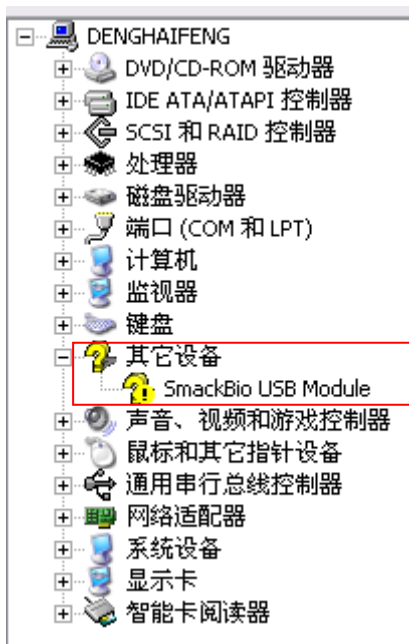 DENGHAIFENG
DVD/CD-ROM 驱动器
IDE ATA/ATAPI 控制器
SCSI 和 RAID 控制器
处理器
磁盘驱动器
端口 (COM 和 LPT)
计算机
监视器
键盘
其它设备
SmackBio USB Module
声音、视频和游戏控制器
鼠标和其它指针设备
通用串行总线控制器
网络适配器
系统设备
显示卡
智能卡阅读器